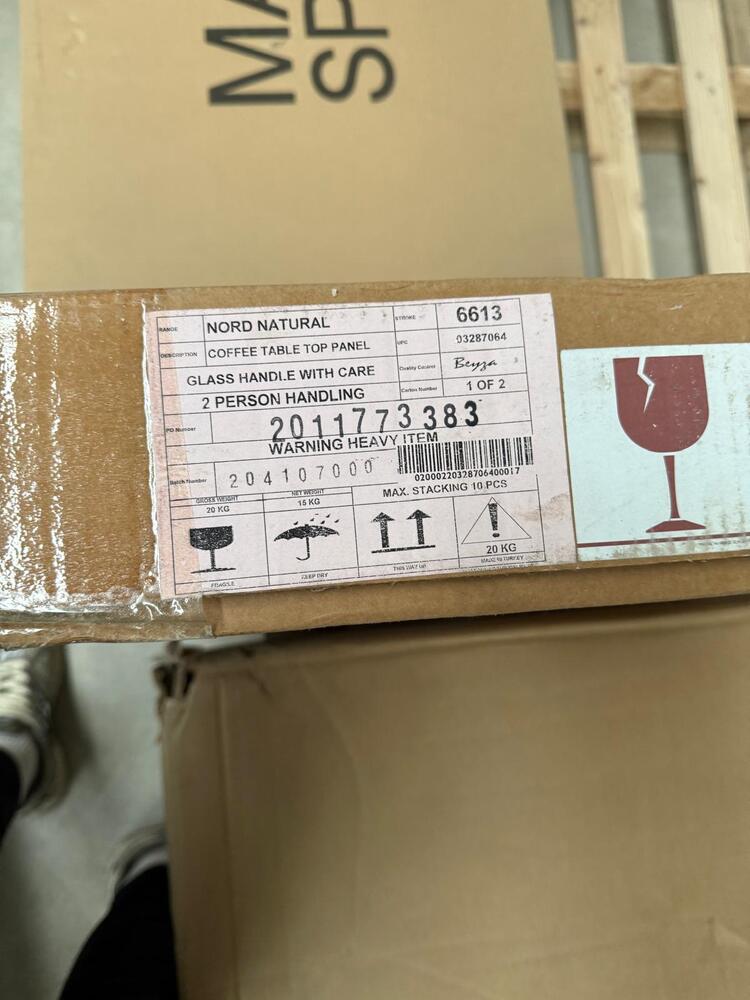 MA
SP
RANGE NORD NATURAL STROKE 6613
DESCRIPTION COFFEE TABLE TOP PANEL UPC 03287064
GLASS HANDLE WITH CARE Quality Control Beyza
2 PERSON HANDLING Carton Number 1 OF 2
PO Number 2011773383
WARNING HEAVY ITEM
Batch Number 204107000
02000220328706400017
GROSS WEIGHT NET WEIGHT MAX. STACKING 10 PCS
20 KG 15 KG
20 KG
FRAGILE KEEP DRY THIS WAY UP MADE IN TURKEY